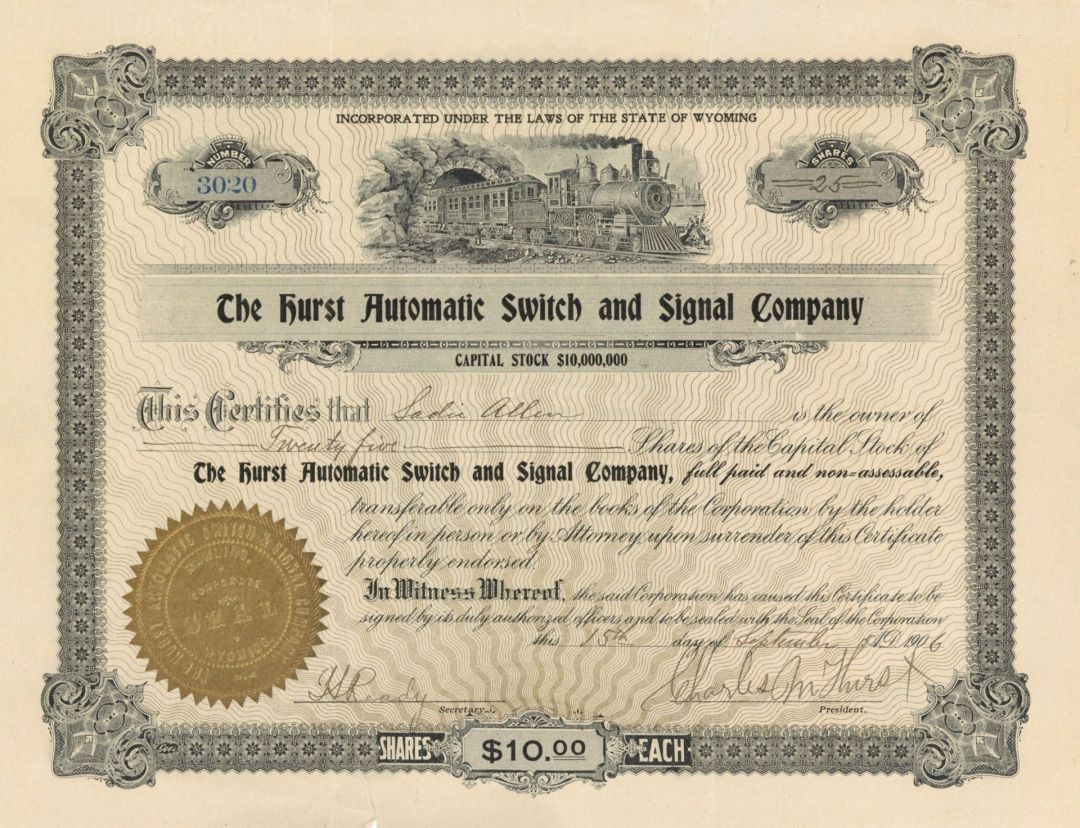 INCORPORATED UNDER THE LAWS OF THE STATE OF WYOMING
NUMBER
3020
SHARES
25
The Hurst Automatic Switch and Signal Company
CAPITAL STOCK $10,000,000
This Certifies that Sadie Allen is the owner of
Twenty five Shares of the Capital Stock of
The Hurst Automatic Switch and Signal Company, full paid and non-assessable,
transferable only on the books of the Corporation by the holder
hereof in person or by Attorney upon surrender of this Certificate
properly endorsed.
In Witness Whereof, the said Corporation has caused this Certificate to be
signed by its duly authorized officers and to be sealed with the Seal of the Corporation
this 15th day of September A.D. 1906
Charles M Hurst
Secretary.
President.
THE HURST AUTOMATIC SWITCH & SIGNAL CO.
SEAL
WYOMING
SHARES $10.00 EACH